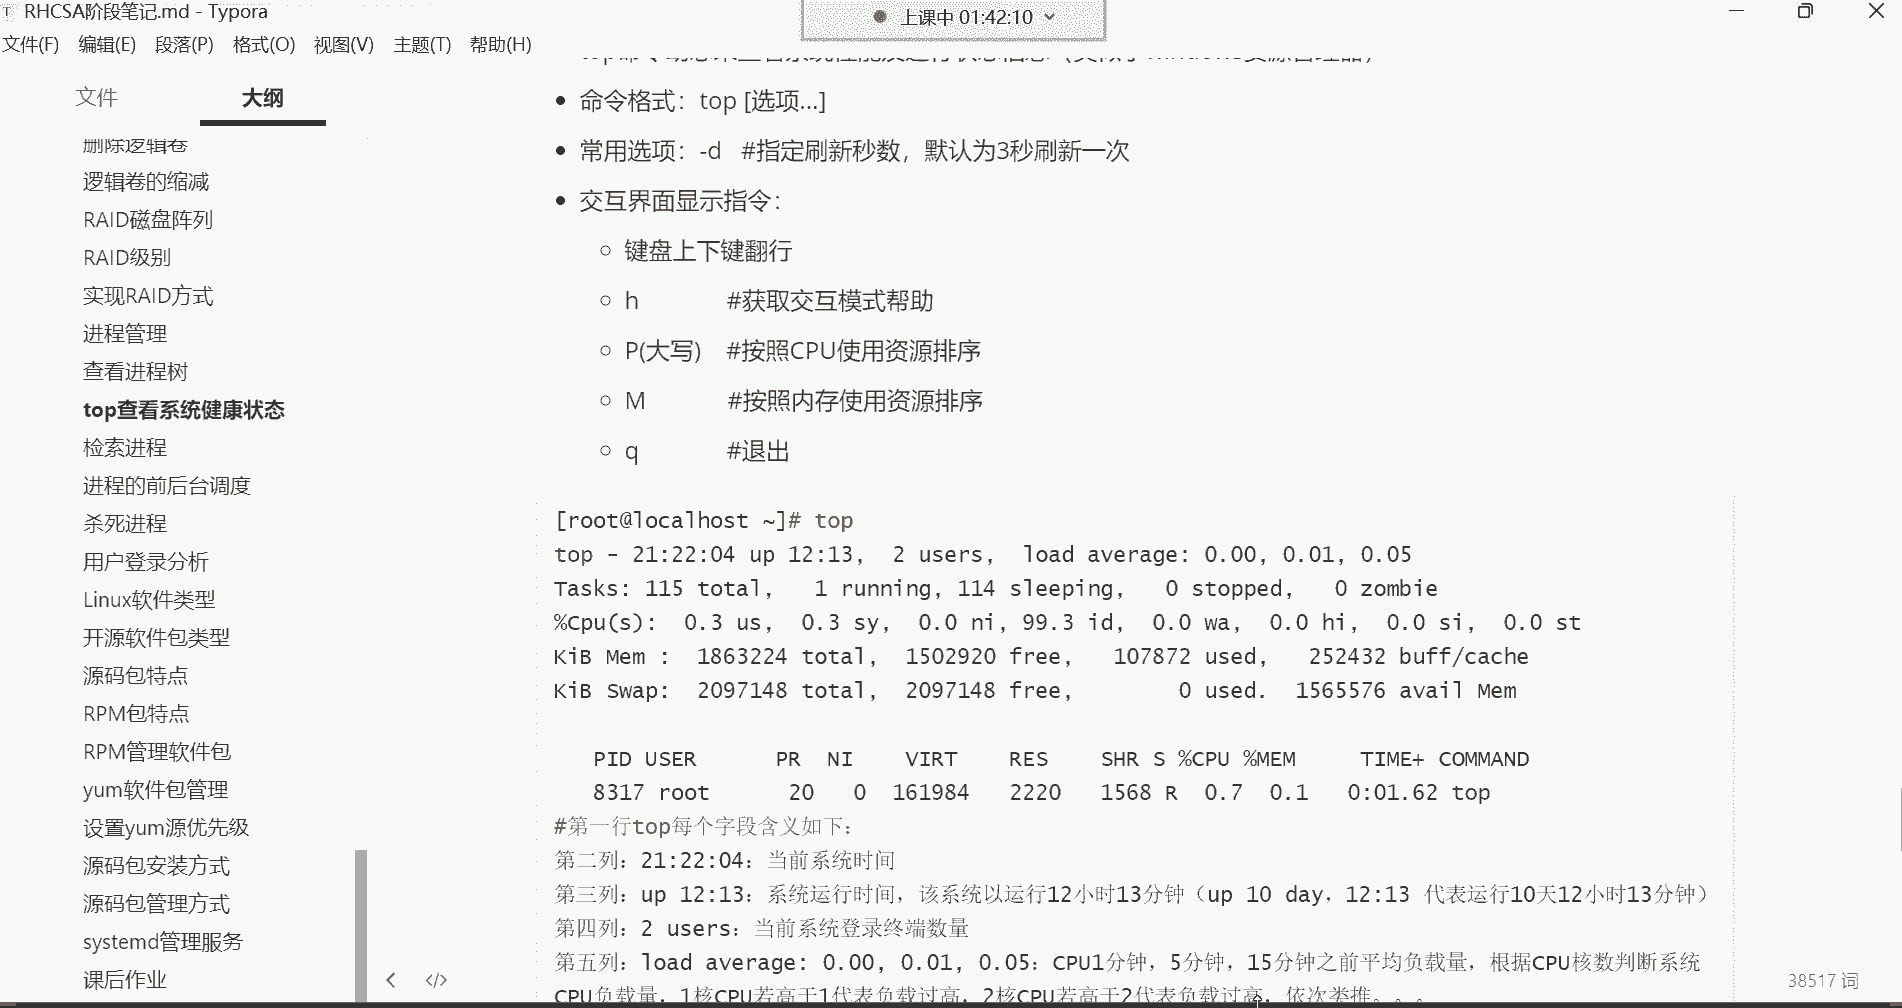 RHCSA阶段笔记.md - Typora
上课中 01:42:10
文件(F) 编辑(E) 段落(P) 格式(O) 视图(V) 主题(T) 帮助(H)
文件 大纲
删除逻辑卷
逻辑卷的缩减
RAID磁盘阵列
RAID级别
实现RAID方式
进程管理
查看进程树
top查看系统健康状态
检索进程
进程的前后台调度
杀死进程
用户登录分析
Linux软件类型
开源软件包类型
源码包特点
RPM包特点
RPM管理软件包
yum软件包管理
设置yum源优先级
源码包安装方式
源码包管理方式
systemd管理服务
课后作业
命令格式：top [选项...]
常用选项：-d #指定刷新秒数，默认为3秒刷新一次
交互界面显示指令：
键盘上下键翻行
h #获取交互模式帮助
P(大写) #按照CPU使用资源排序
M #按照内存使用资源排序
q #退出
[root@localhost ~]# top
top - 21:22:04 up 12:13,  2 users,  load average: 0.00, 0.01, 0.05
Tasks: 115 total,   1 running, 114 sleeping,   0 stopped,   0 zombie
%Cpu(s):  0.3 us,  0.3 sy,  0.0 ni, 99.3 id,  0.0 wa,  0.0 hi,  0.0 si,  0.0 st
KiB Mem :  1863224 total,  1502920 free,   107872 used,   252432 buff/cache
KiB Swap:  2097148 total,  2097148 free,        0 used.  1565576 avail Mem
PID USER      PR  NI    VIRT    RES    SHR S %CPU %MEM     TIME+ COMMAND
8317 root      20   0  161984   2220   1568 R  0.7  0.1   0:01.62 top
#第一行top每个字段含义如下：
第二列：21:22:04：当前系统时间
第三列：up 12:13：系统运行时间，该系统以运行12小时13分钟（up 10 day，12:13 代表运行10天12小时13分钟）
第四列：2 users：当前系统登录终端数量
第五列：load average: 0.00, 0.01, 0.05：CPU1分钟，5分钟，15分钟之前平均负载量，根据CPU核数判断系统
CPU负载量，1核CPU若高于1代表负载过高，2核CPU若高于2代表负载过高，依次类推。。。
38517 词